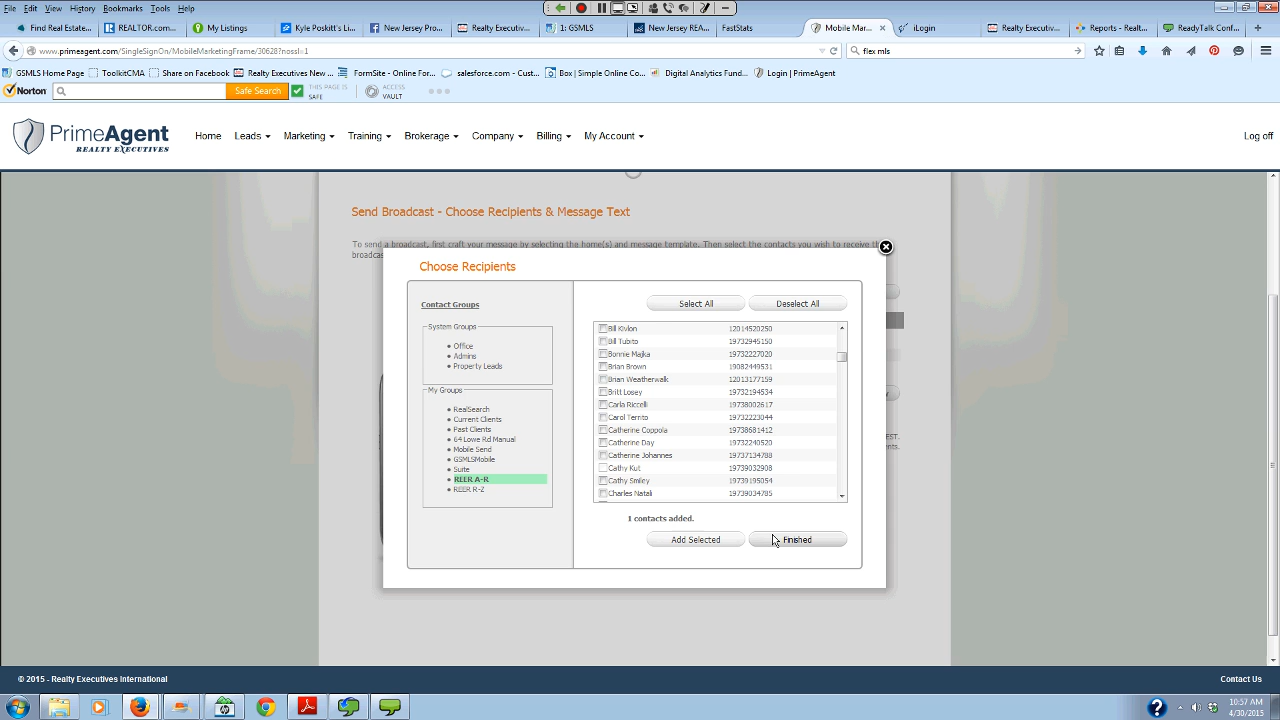 File Edit View History Bookmarks Tools Help
Find Real Estate... REALTOR.com... My Listings Kyle Poskitt's Li... New Jersey Pro... Realty Executives... 1-GSMLS New Jersey REA... FastStats Mobile Mar... iLogin Realty Executives... Reports - Realt... ReadyTalk Conf...
www.primeagent.com/SingleSignOn/MobileMarketingFrame/30628?nossl=1 flex mls
GSMLS Home Page ToolkitCMA Share on Facebook Realty Executives New ... FormSite - Online For... salesforce.com - Cust... Box | Simple Online Co... Digital Analytics Fund... Login | PrimeAgent
Norton Safe Search THIS PAGE IS SAFE ACCESS VAULT
PrimeAgent
REALTY EXECUTIVES
Home Leads Marketing Training Brokerage Company Billing My Account Log off
Send Broadcast - Choose Recipients & Message Text
To send a broadcast, first craft your message by selecting the home(s) and message template. Then select the contacts you wish to receive the
broadcas
Choose Recipients
Contact Groups
System Groups
Office
Admins
Property Leads
My Groups
RealSearch
Current Clients
Past Clients
64 Lowe Rd Manual
Mobile Send
GSMLSMobile
Suite
REER A-R
REER R-Z
Select All Deselect All
Bill Kivlon 12014520250
Bill Tubito 19732945150
Bonnie Majka 19732227020
Brian Brown 19082449531
Brian Weatherwalk 12013177159
Britt Losey 19732194534
Carla Riccelli 19738002617
Carol Territo 19732223044
Catherine Coppola 19738681412
Catherine Day 19732240520
Catherine Johannes 19737134788
Cathy Kut 19739032908
Cathy Smiley 19739195054
Charles Natali 19739034785
1 contacts added.
Add Selected Finished
EST.
nts.
© 2015 - Realty Executives International Contact Us
10:57 AM
4/30/2015